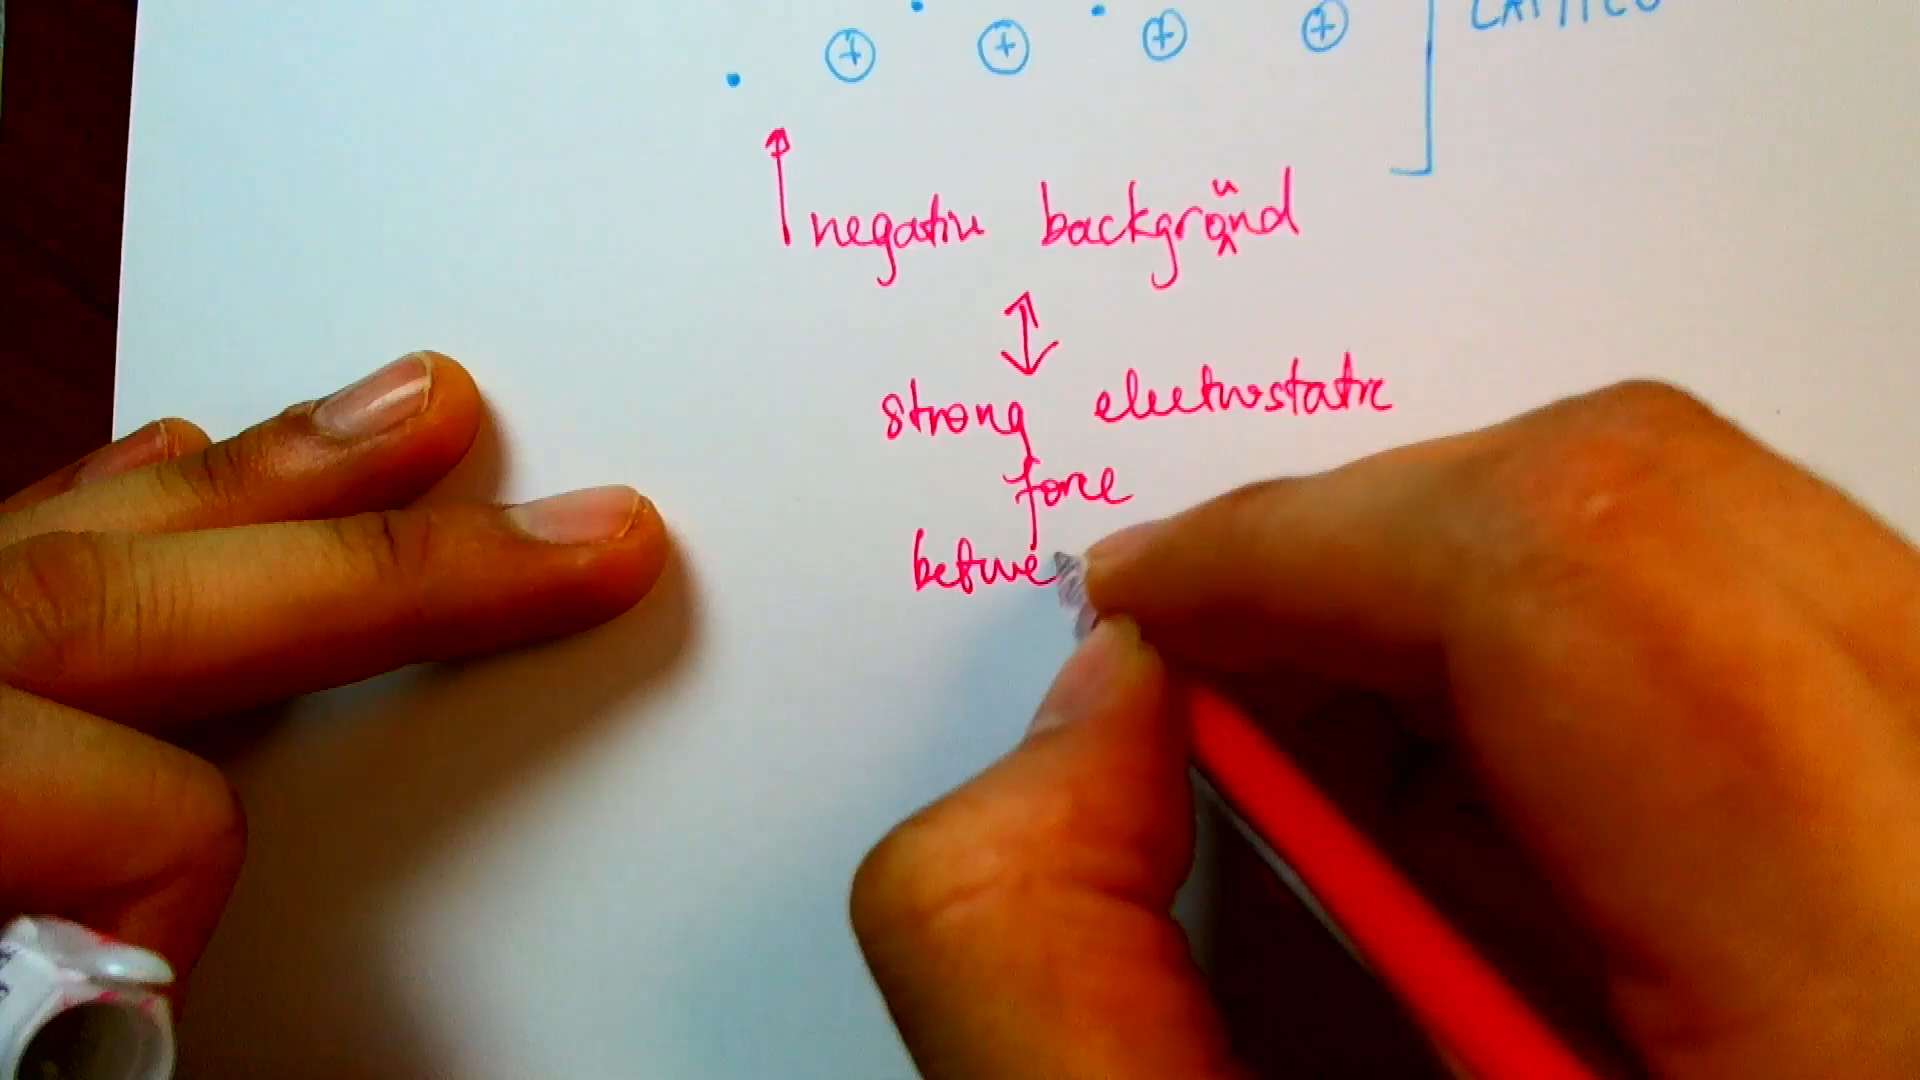 + + + +
negative background
strong electrostatic
force
betwe